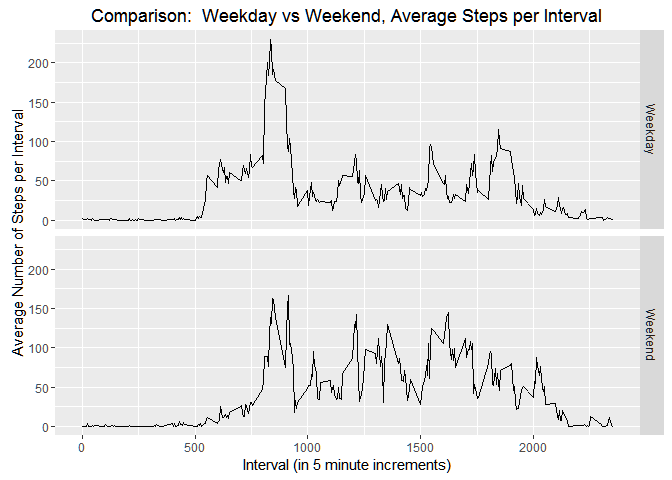 Comparison:  Weekday vs Weekend, Average Steps per Interval
Average Number of Steps per Interval
200
150
100
50
0
Weekday
200
150
100
50
0
Weekend
0 500 1000 1500 2000
Interval (in 5 minute increments)